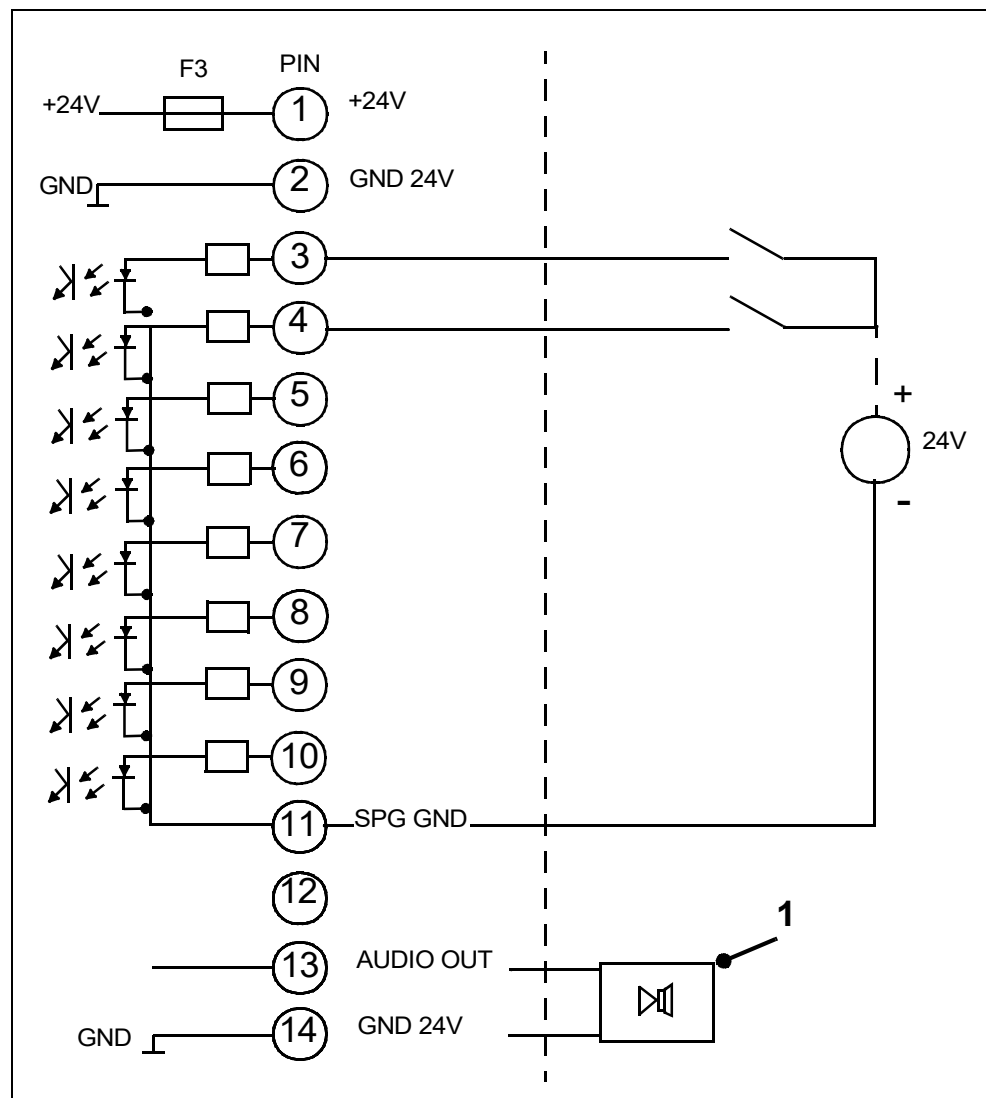 F3 PIN
+24V 1 +24V
GND 2 GND 24V
3
4
5
+
6 24V
-
7
8
9
10
11 SPG GND
12
1
13 AUDIO OUT
GND 14 GND 24V